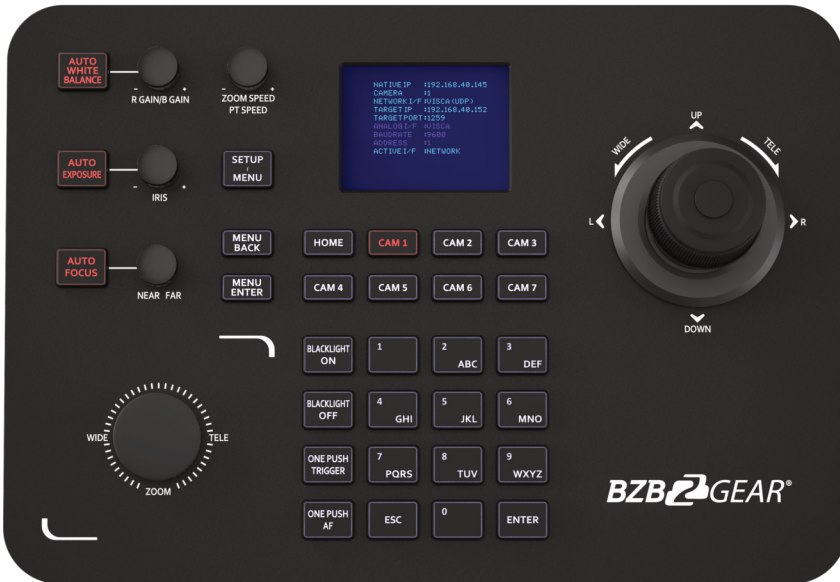 AUTO
WHITE
BALANCE
- +
R GAIN/B GAIN
- +
ZOOM SPEED
PT SPEED
NATIVE IP :192.168.40.145
CAMERA :1
NETWORK I/F :VISCA(UDP)
TARGET IP :192.168.40.152
TARGET PORT:1259
ANALOG I/F :VISCA
BAUDRATE :9600
ADDRESS :1
ACTIVE I/F :NETWORK
UP
WIDE
TELE
L
R
DOWN
AUTO
EXPOSURE
- +
IRIS
SETUP
/
MENU
AUTO
FOCUS
NEAR FAR
MENU
BACK
MENU
ENTER
HOME
CAM 1
CAM 2
CAM 3
CAM 4
CAM 5
CAM 6
CAM 7
BLACKLIGHT
ON
1
2
ABC
3
DEF
BLACKLIGHT
OFF
4
GHI
5
JKL
6
MNO
ONE PUSH
TRIGGER
7
PQRS
8
TUV
9
WXYZ
ONE PUSH
AF
ESC
0
ENTER
WIDE
TELE
ZOOM
BZB GEAR®